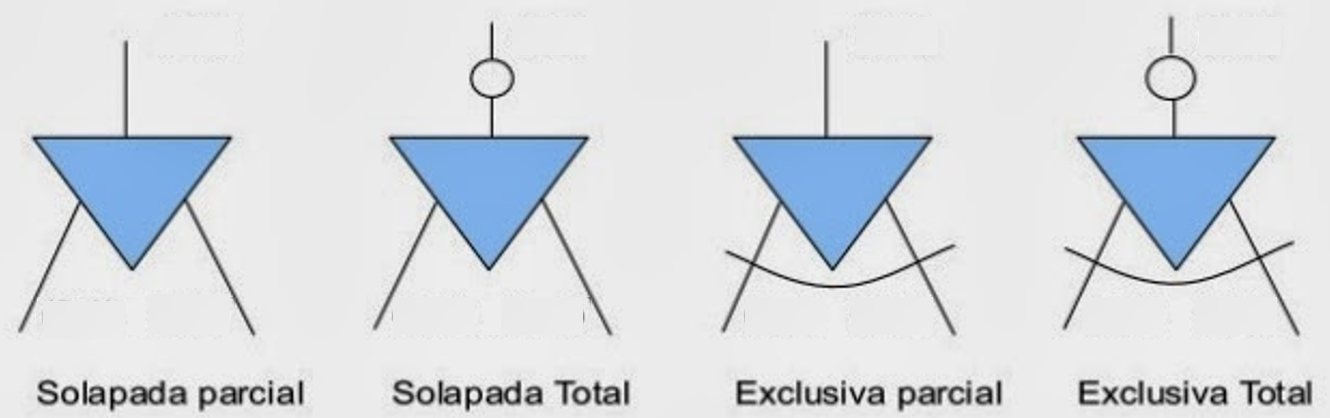 Solapada parcial
Solapada Total
Exclusiva parcial
Exclusiva Total